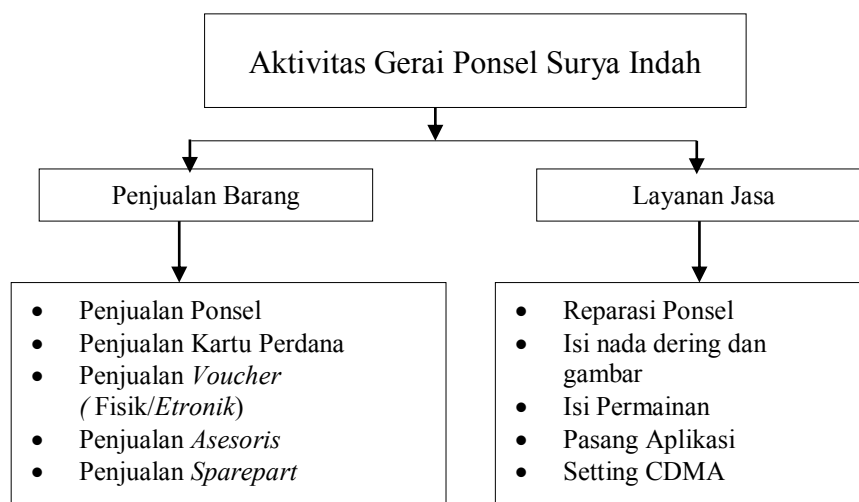 Aktivitas Gerai Ponsel Surya Indah
Penjualan Barang
Layanan Jasa
• Penjualan Ponsel
• Penjualan Kartu Perdana
• Penjualan Voucher
( Fisik/Etronik)
• Penjualan Asesoris
• Penjualan Sparepart
• Reparasi Ponsel
• Isi nada dering dan
gambar
• Isi Permainan
• Pasang Aplikasi
• Setting CDMA